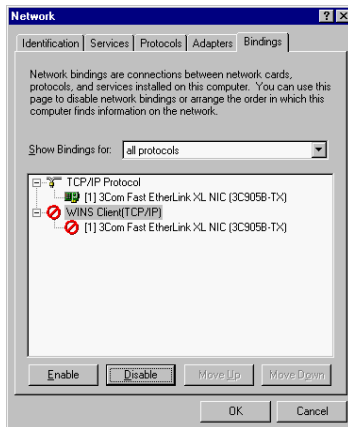 Network
Identification Services Protocols Adapters Bindings
Network bindings are connections between network cards,
protocols, and services installed on this computer. You can use this
page to disable network bindings or arrange the order in which this
computer finds information on the network.
Show Bindings for: all protocols
TCP/IP Protocol
[1] 3Com Fast EtherLink XL NIC (3C905B-TX)
WINS Client(TCP/IP)
[1] 3Com Fast EtherLink XL NIC (3C905B-TX)
Enable Disable Move Up Move Down
OK Cancel